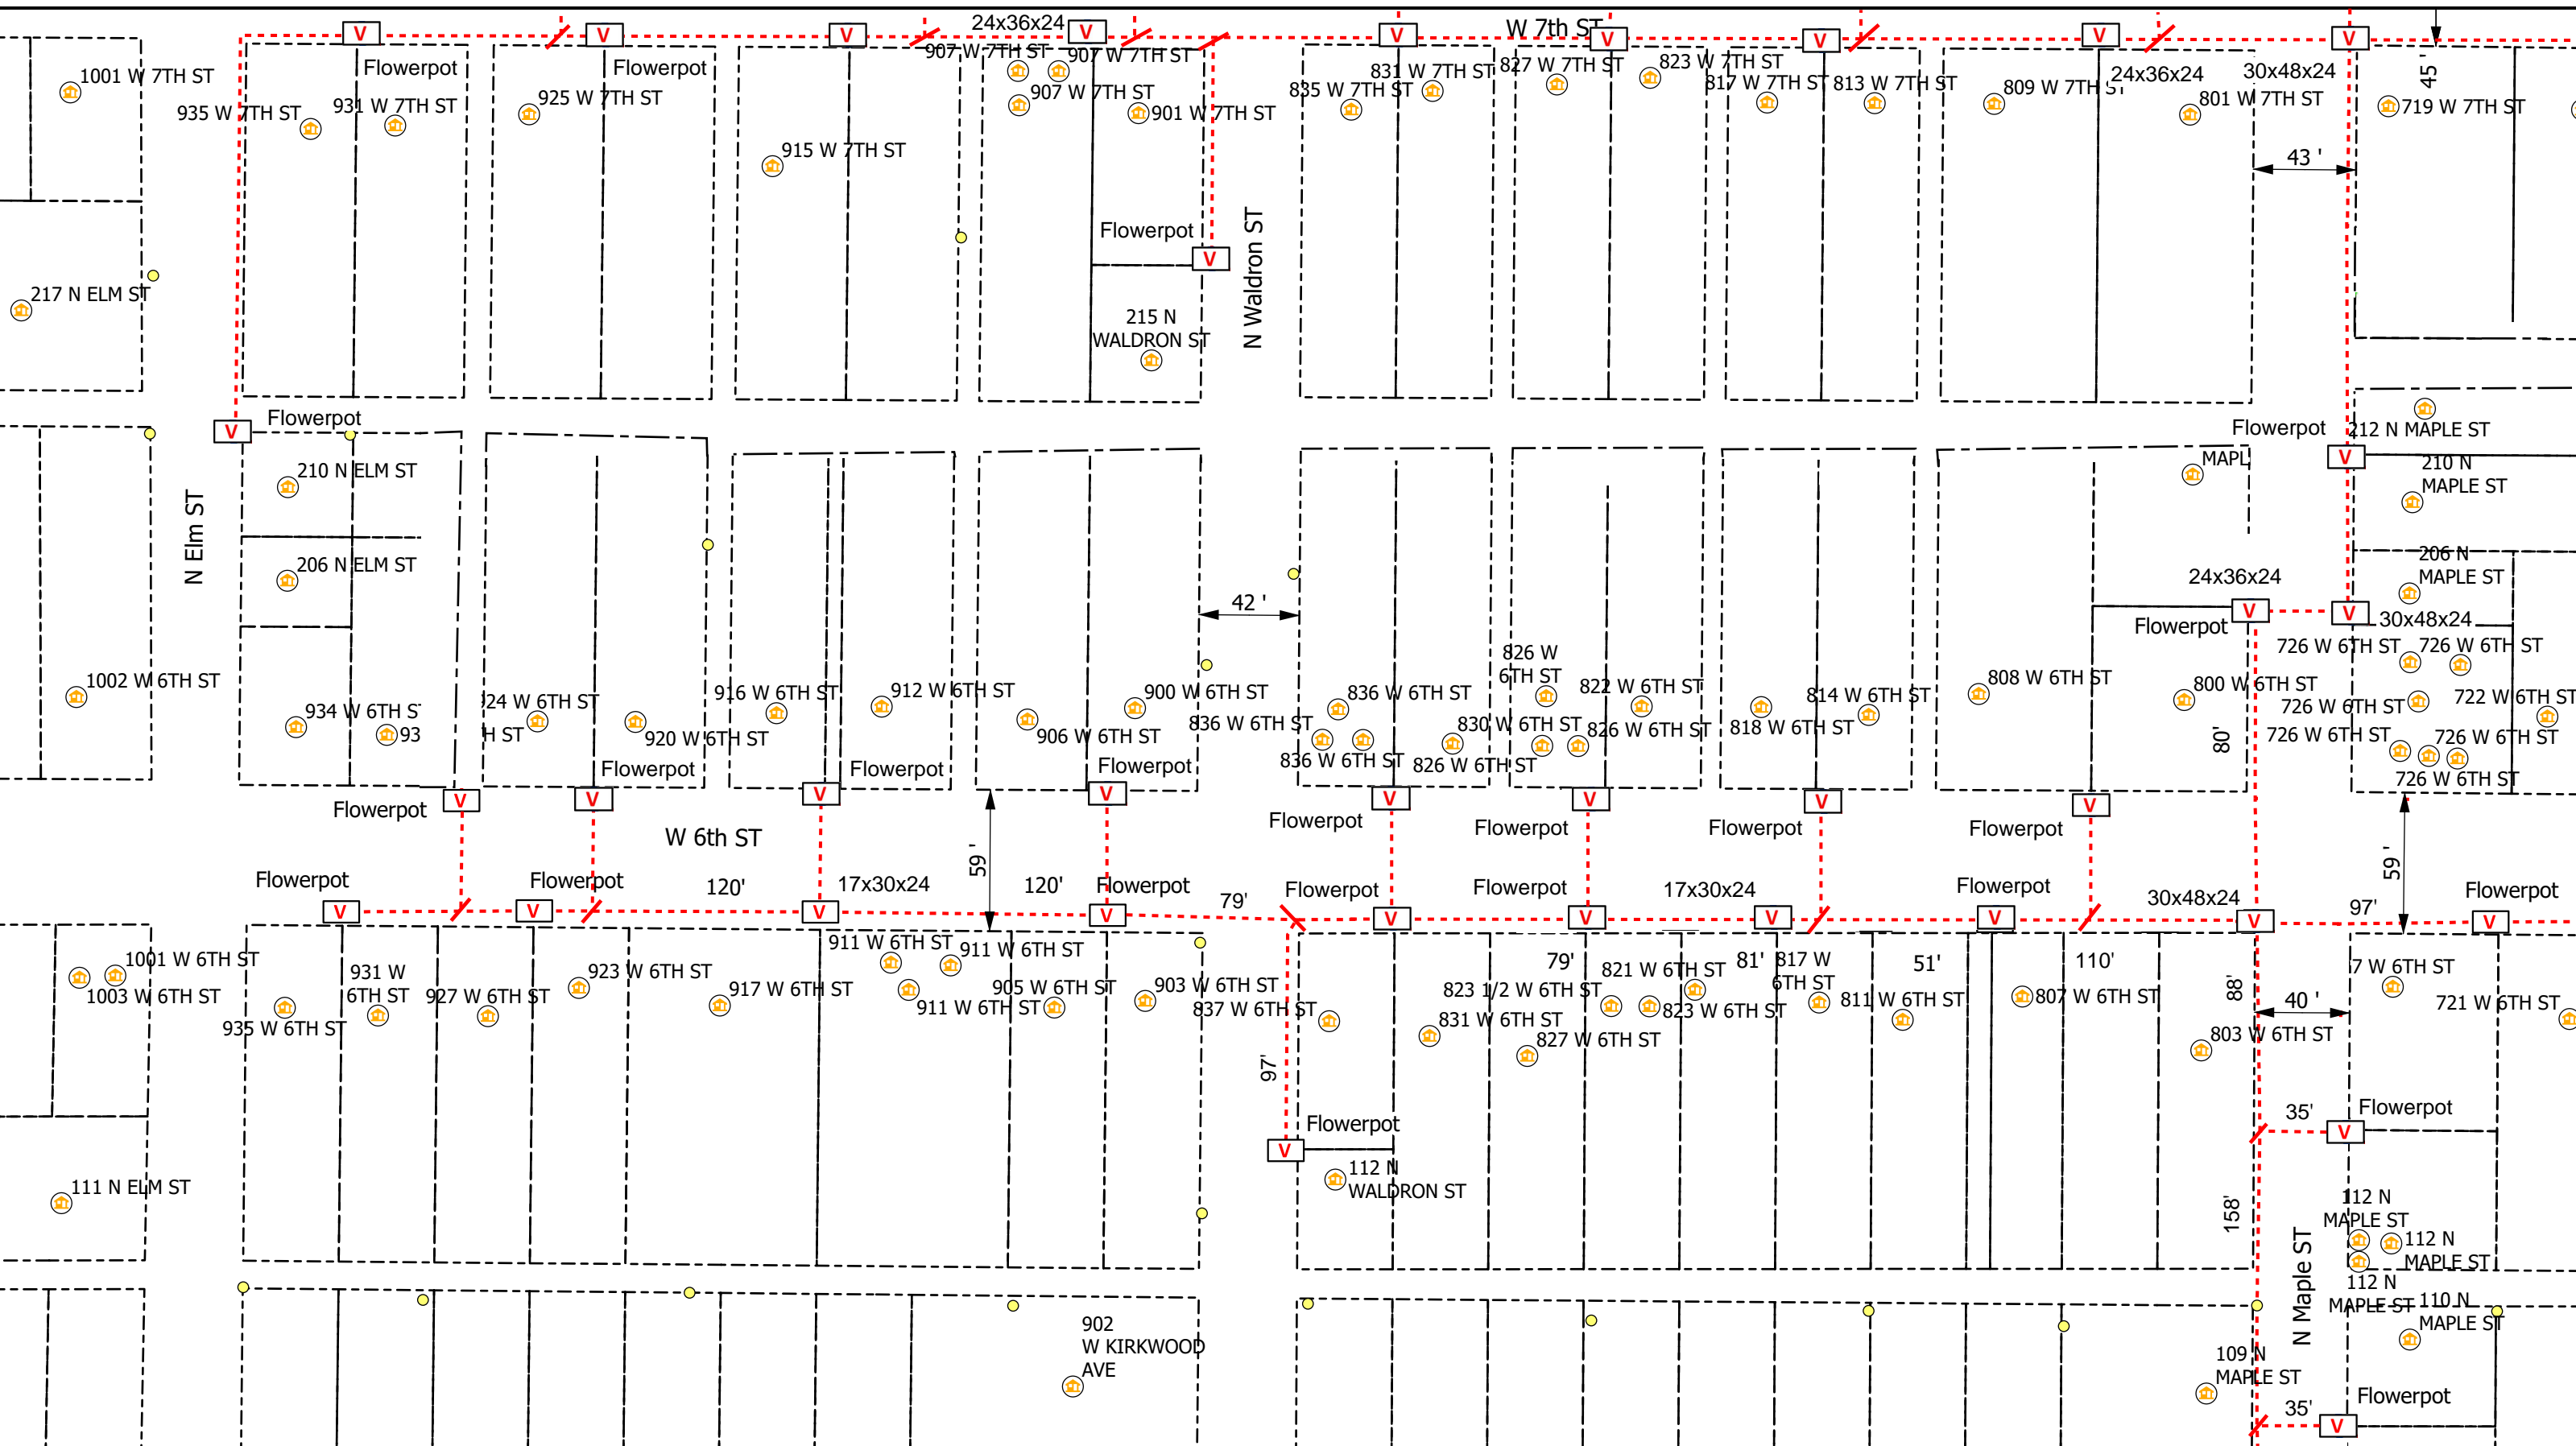 24x36x24
W 7th ST
V
V
V
V
V
V
V
V
V
Flowerpot
Flowerpot
907 W 7TH ST
907 W 7TH ST
907 W 7TH ST
901 W 7TH ST
1001 W 7TH ST
935 W 7TH ST
931 W 7TH ST
925 W 7TH ST
915 W 7TH ST
835 W 7TH ST
831 W 7TH ST
827 W 7TH ST
823 W 7TH ST
817 W 7TH ST
813 W 7TH ST
809 W 7TH ST
24x36x24
801 W 7TH ST
30x48x24
45 '
719 W 7TH ST
43 '
217 N ELM ST
Flowerpot
V
N Waldron ST
215 N
WALDRON ST
V
Flowerpot
Flowerpot
V
212 N MAPLE ST
210 N
MAPLE ST
MAPL
210 N ELM ST
206 N ELM ST
N Elm ST
42 '
206 N
MAPLE ST
24x36x24
V
V
30x48x24
Flowerpot
1002 W 6TH ST
934 W 6TH S
93
24 W 6TH ST
H ST
920 W 6TH ST
916 W 6TH ST
912 W 6TH ST
906 W 6TH ST
900 W 6TH ST
836 W 6TH ST
836 W 6TH ST
836 W 6TH ST
830 W 6TH ST
826 W 6TH ST
826 W
6TH ST
822 W 6TH ST
826 W 6TH ST
818 W 6TH ST
814 W 6TH ST
808 W 6TH ST
800 W 6TH ST
80'
726 W 6TH ST
726 W 6TH ST
726 W 6TH ST
722 W 6TH ST
726 W 6TH ST
726 W 6TH ST
726 W 6TH ST
Flowerpot
V
Flowerpot
V
Flowerpot
V
Flowerpot
V
Flowerpot
V
Flowerpot
V
Flowerpot
V
Flowerpot
V
W 6th ST
59 '
59 '
Flowerpot
V
Flowerpot
V
120'
V
17x30x24
120'
Flowerpot
V
79'
Flowerpot
V
Flowerpot
V
17x30x24
V
Flowerpot
V
30x48x24
V
97'
Flowerpot
V
1001 W 6TH ST
1003 W 6TH ST
935 W 6TH ST
931 W
6TH ST
927 W 6TH ST
923 W 6TH ST
917 W 6TH ST
911 W 6TH ST
911 W 6TH ST
911 W 6TH ST
905 W 6TH ST
903 W 6TH ST
837 W 6TH ST
831 W 6TH ST
79'
823 1/2 W 6TH ST
827 W 6TH ST
821 W 6TH ST
823 W 6TH ST
81'
817 W
6TH ST
811 W 6TH ST
51'
110'
807 W 6TH ST
803 W 6TH ST
88'
40 '
7 W 6TH ST
721 W 6TH ST
97'
V
Flowerpot
112 N
WALDRON ST
111 N ELM ST
35'
V
Flowerpot
158'
N Maple ST
112 N
MAPLE ST
112 N
MAPLE ST
112 N
MAPLE ST
110 N
MAPLE ST
902
W KIRKWOOD
AVE
109 N
MAPLE ST
35'
V
Flowerpot